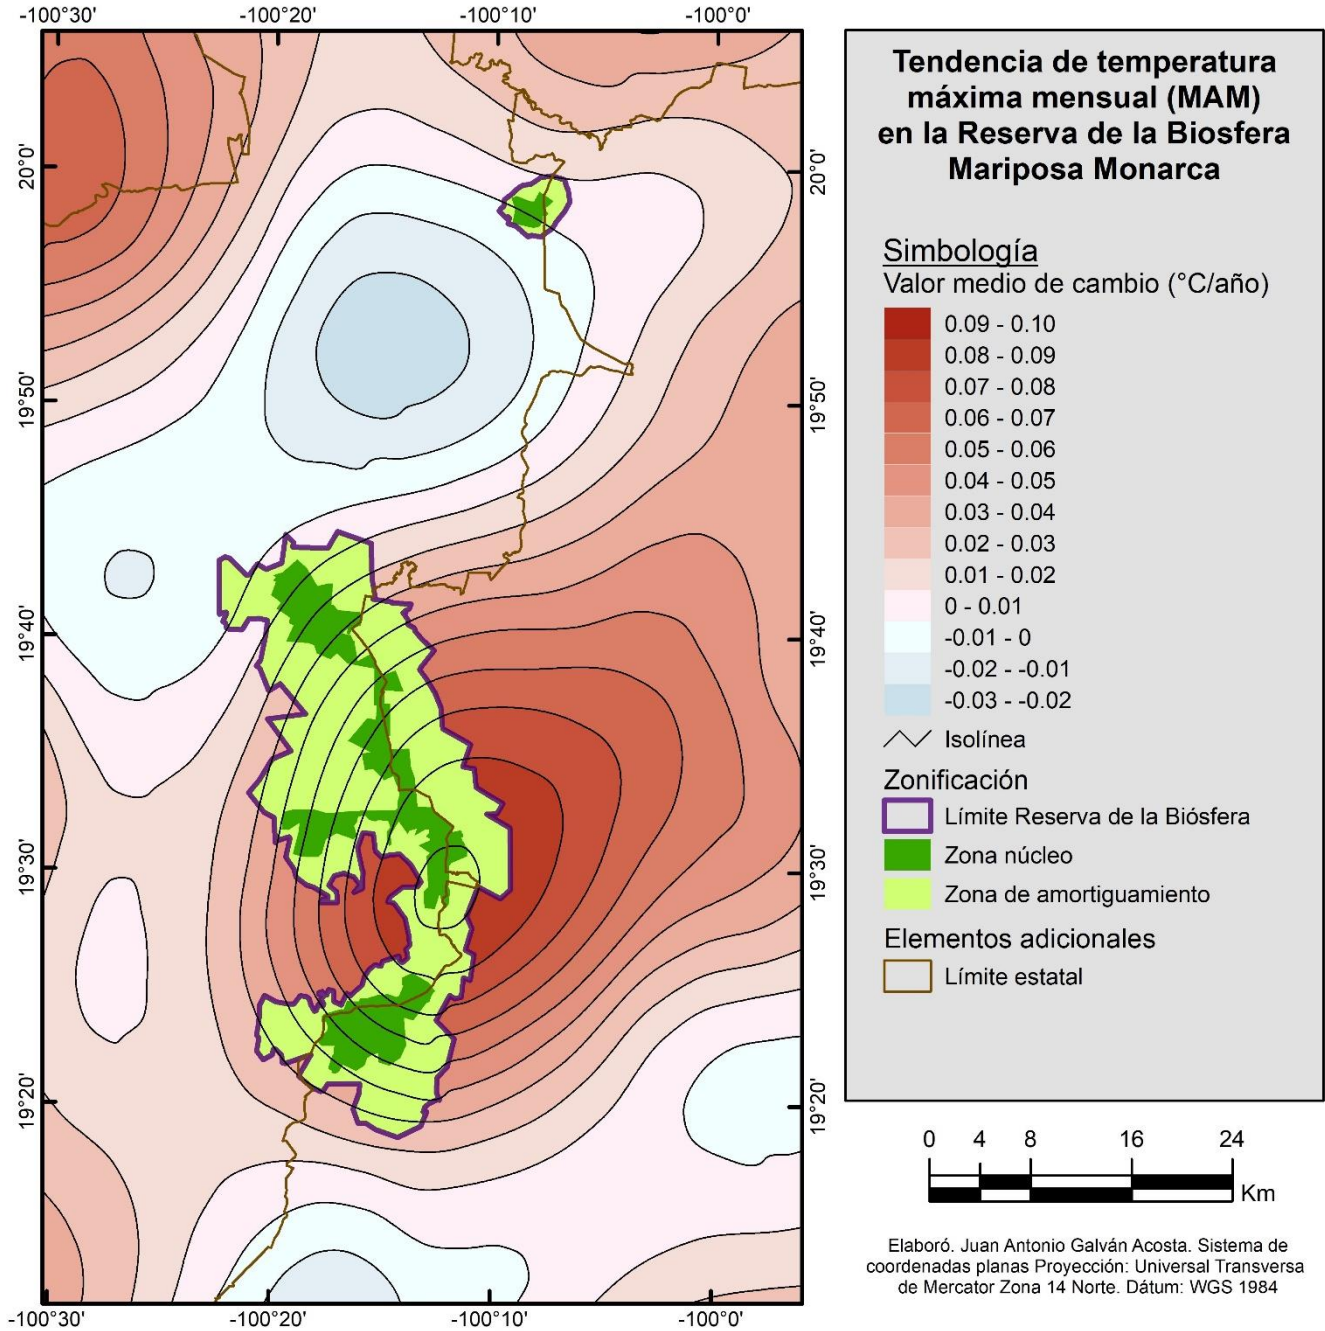 -100°30'
-100°20'
-100°10'
-100°0'
20°0'
19°50'
19°40'
19°30'
19°20'
20°0'
19°50'
19°40'
19°30'
19°20'
-100°30'
-100°20'
-100°10'
-100°0'
Tendencia de temperatura
máxima mensual (MAM)
en la Reserva de la Biosfera
Mariposa Monarca
Simbología
Valor medio de cambio (°C/año)
0.09 - 0.10
0.08 - 0.09
0.07 - 0.08
0.06 - 0.07
0.05 - 0.06
0.04 - 0.05
0.03 - 0.04
0.02 - 0.03
0.01 - 0.02
0 - 0.01
-0.01 - 0
-0.02 - -0.01
-0.03 - -0.02
Isolínea
Zonificación
Límite Reserva de la Biósfera
Zona núcleo
Zona de amortiguamiento
Elementos adicionales
Límite estatal
0 4 8 16 24
Km
Elaboró. Juan Antonio Galván Acosta. Sistema de
coordenadas planas Proyección: Universal Transversa
de Mercator Zona 14 Norte. Dátum: WGS 1984